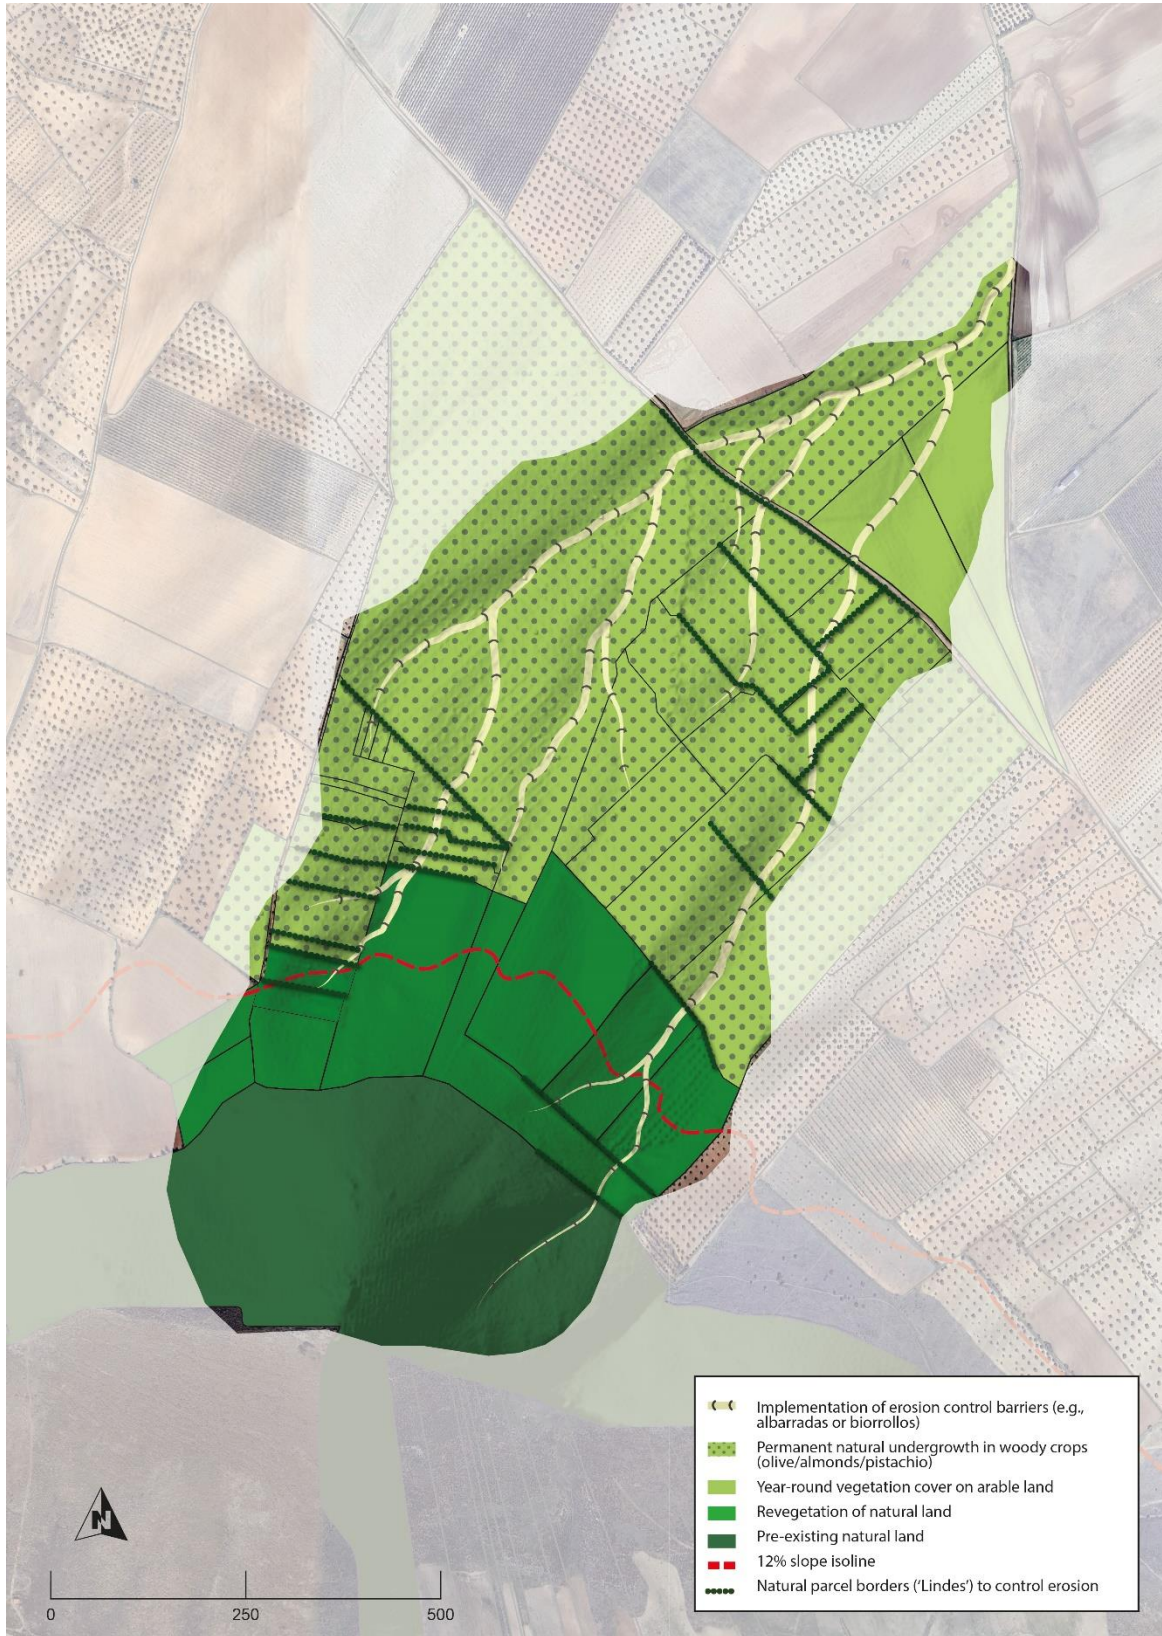 Implementation of erosion control barriers (e.g.,
albarradas or biorrollos)
Permanent natural undergrowth in woody crops
(olive/almonds/pistachio)
Year-round vegetation cover on arable land
Revegetation of natural land
Pre-existing natural land
12% slope isoline
Natural parcel borders (‘Lindes’) to control erosion
N
0 250 500